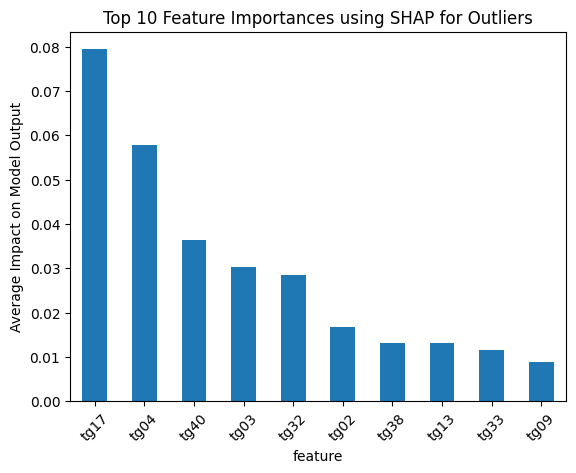 Top 10 Feature Importances using SHAP for Outliers
Average Impact on Model Output
0.08
0.07
0.06
0.05
0.04
0.03
0.02
0.01
0.00
tg17
tg04
tg40
tg03
tg32
tg02
tg38
tg13
tg33
tg09
feature